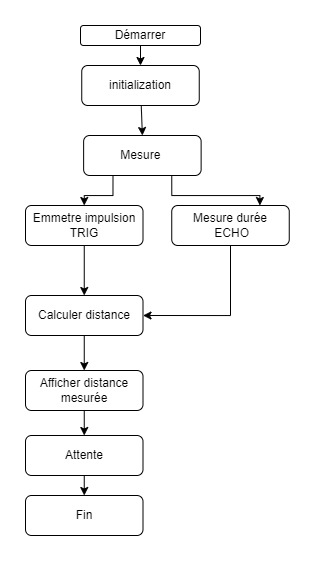 Démarrer
initialization
Mesure
Emmetre impulsion
TRIG
Mesure durée
ECHO
Calculer distance
Afficher distance
mesurée
Attente
Fin